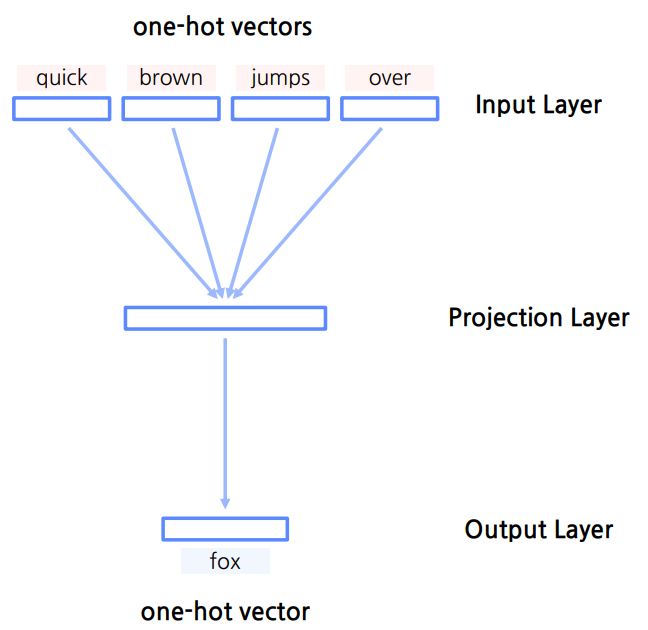 one-hot vectors
quick brown jumps over
Input Layer
Projection Layer
Output Layer
fox
one-hot vector